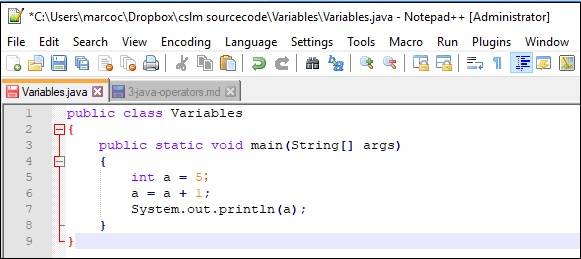 *C:\Users\marcoc\Dropbox\cslm sourcecode\Variables\Variables.java - Notepad++ [Administrator]
File Edit Search View Encoding Language Settings Tools Macro Run Plugins Window
Variables.java 3-java-operators.md
1 public class Variables
2 {
3 public static void main(String[] args)
4 {
5 int a = 5;
6 a = a + 1;
7 System.out.println(a);
8 }
9 }